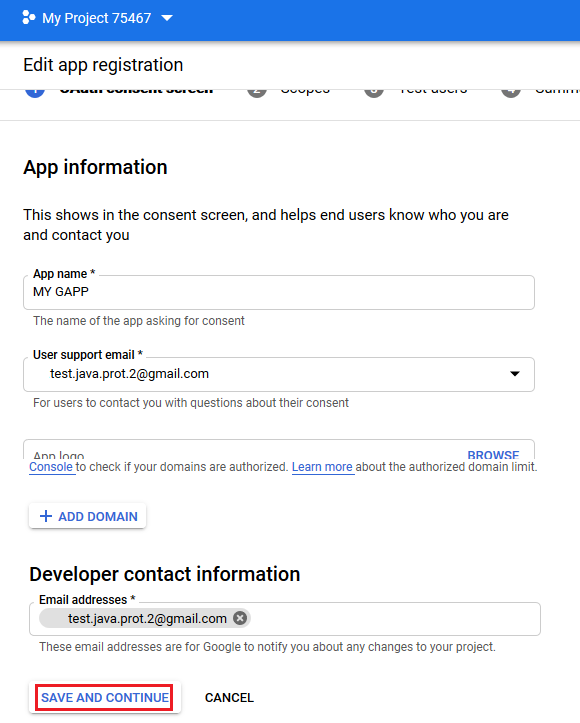 My Project 75467
Edit app registration
1 OAuth consent screen 2 Scopes 3 Test users 4 Summ
App information
This shows in the consent screen, and helps end users know who you are
and contact you
App name *
MY GAPP
The name of the app asking for consent
User support email *
test.java.prot.2@gmail.com
For users to contact you with questions about their consent
App logo BROWSE
Console to check if your domains are authorized. Learn more about the authorized domain limit.
+ ADD DOMAIN
Developer contact information
Email addresses *
test.java.prot.2@gmail.com
These email addresses are for Google to notify you about any changes to your project.
SAVE AND CONTINUE CANCEL